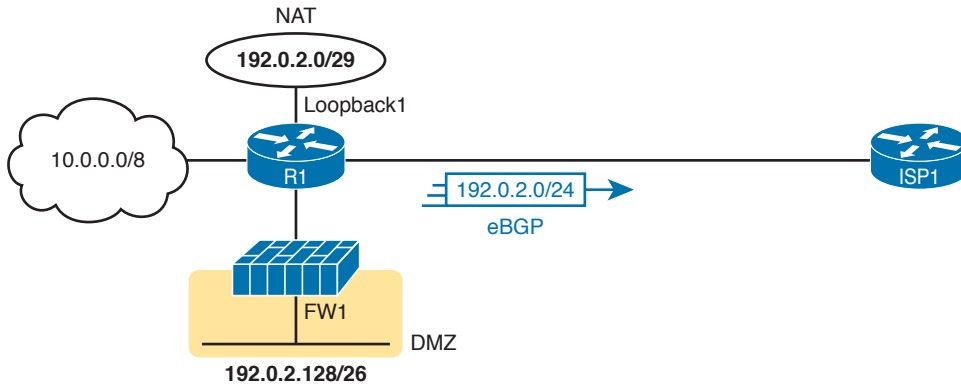 NAT
192.0.2.0/29
Loopback1
10.0.0.0/8
R1
ISP1
192.0.2.0/24
eBGP
FW1
DMZ
192.0.2.128/26